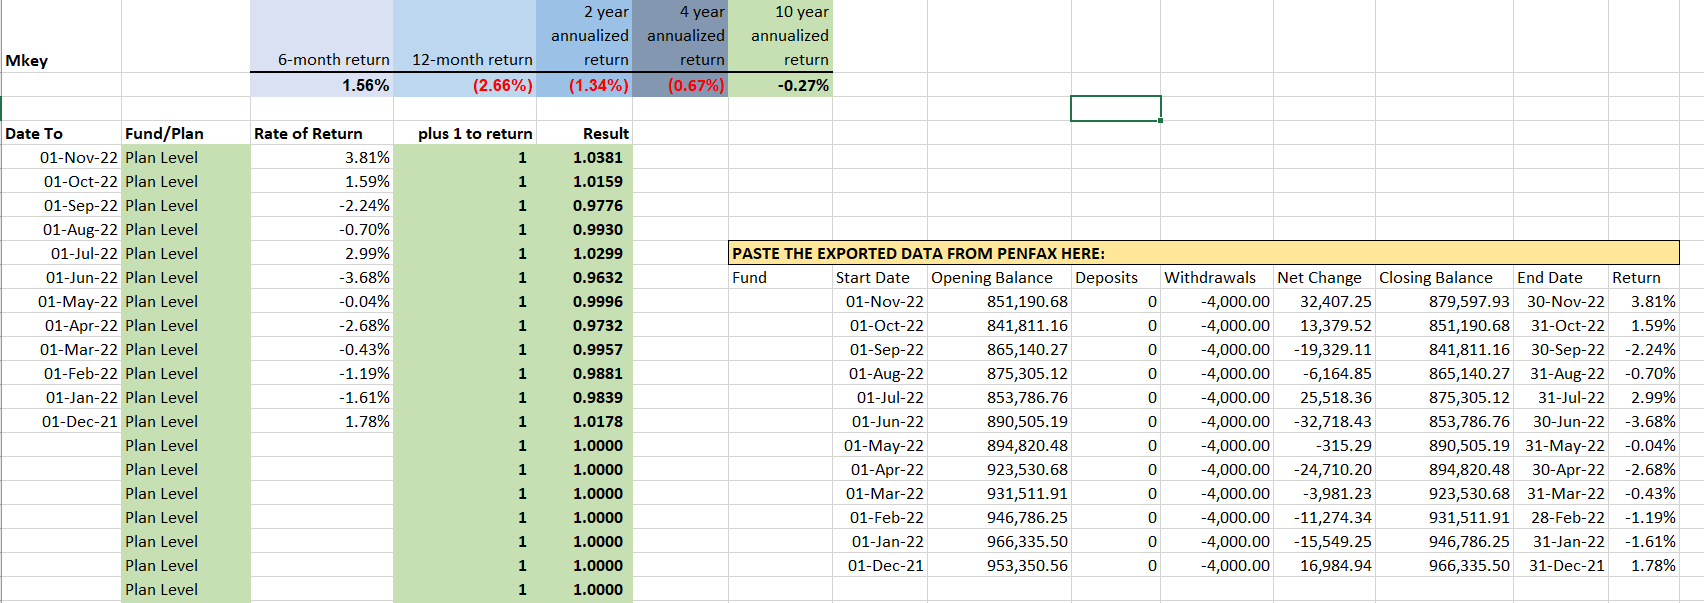 2 year 4 year 10 year
annualized annualized annualized
Mkey 6-month return 12-month return return return return
1.56% (2.66%) (1.34%) (0.67%) -0.27%
Date To Fund/Plan Rate of Return plus 1 to return Result
01-Nov-22 Plan Level 3.81% 1 1.0381
01-Oct-22 Plan Level 1.59% 1 1.0159
01-Sep-22 Plan Level -2.24% 1 0.9776
01-Aug-22 Plan Level -0.70% 1 0.9930
01-Jul-22 Plan Level 2.99% 1 1.0299 PASTE THE EXPORTED DATA FROM PENFAX HERE:
01-Jun-22 Plan Level -3.68% 1 0.9632 Fund Start Date Opening Balance Deposits Withdrawals Net Change Closing Balance End Date Return
01-May-22 Plan Level -0.04% 1 0.9996 01-Nov-22 851,190.68 0 -4,000.00 32,407.25 879,597.93 30-Nov-22 3.81%
01-Apr-22 Plan Level -2.68% 1 0.9732 01-Oct-22 841,811.16 0 -4,000.00 13,379.52 851,190.68 31-Oct-22 1.59%
01-Mar-22 Plan Level -0.43% 1 0.9957 01-Sep-22 865,140.27 0 -4,000.00 -19,329.11 841,811.16 30-Sep-22 -2.24%
01-Feb-22 Plan Level -1.19% 1 0.9881 01-Aug-22 875,305.12 0 -4,000.00 -6,164.85 865,140.27 31-Aug-22 -0.70%
01-Jan-22 Plan Level -1.61% 1 0.9839 01-Jul-22 853,786.76 0 -4,000.00 25,518.36 875,305.12 31-Jul-22 2.99%
01-Dec-21 Plan Level 1.78% 1 1.0178 01-Jun-22 890,505.19 0 -4,000.00 -32,718.43 853,786.76 30-Jun-22 -3.68%
Plan Level 1 1.0000 01-May-22 894,820.48 0 -4,000.00 -315.29 890,505.19 31-May-22 -0.04%
Plan Level 1 1.0000 01-Apr-22 923,530.68 0 -4,000.00 -24,710.20 894,820.48 30-Apr-22 -2.68%
Plan Level 1 1.0000 01-Mar-22 931,511.91 0 -4,000.00 -3,981.23 923,530.68 31-Mar-22 -0.43%
Plan Level 1 1.0000 01-Feb-22 946,786.25 0 -4,000.00 -11,274.34 931,511.91 28-Feb-22 -1.19%
Plan Level 1 1.0000 01-Jan-22 966,335.50 0 -4,000.00 -15,549.25 946,786.25 31-Jan-22 -1.61%
Plan Level 1 1.0000 01-Dec-21 953,350.56 0 -4,000.00 16,984.94 966,335.50 31-Dec-21 1.78%
Plan Level 1 1.0000